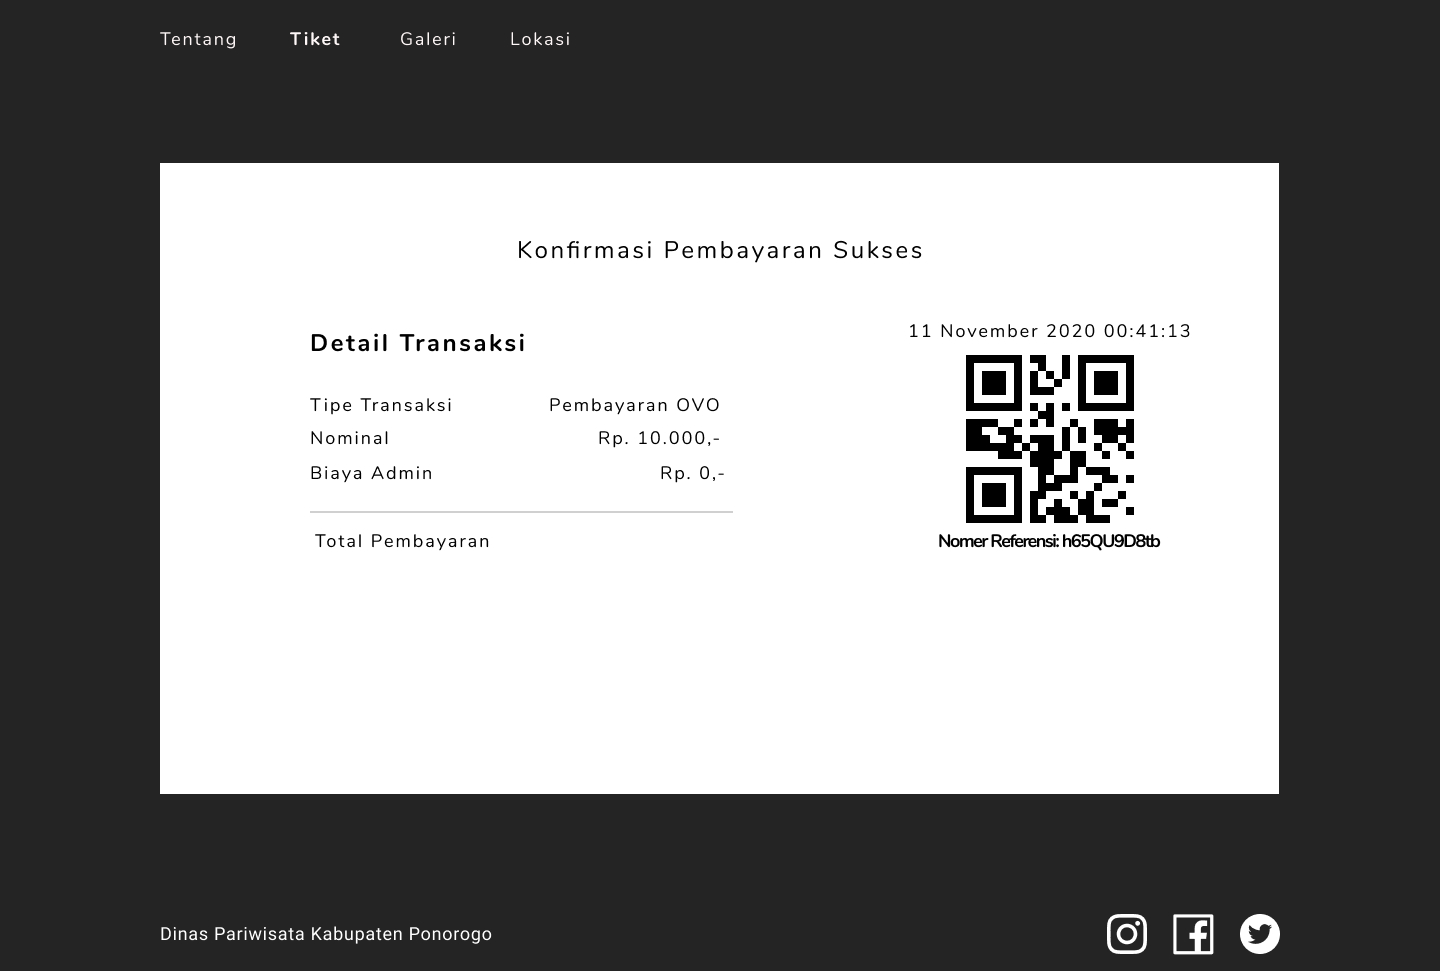 Tentang Tiket Galeri Lokasi
Konfirmasi Pembayaran Sukses
11 November 2020 00:41:13
Detail Transaksi
Tipe Transaksi Pembayaran OVO
Nominal Rp. 10.000,-
Biaya Admin Rp. 0,-
Total Pembayaran
Nomer Referensi: h65QU9D8tb
Dinas Pariwisata Kabupaten Ponorogo